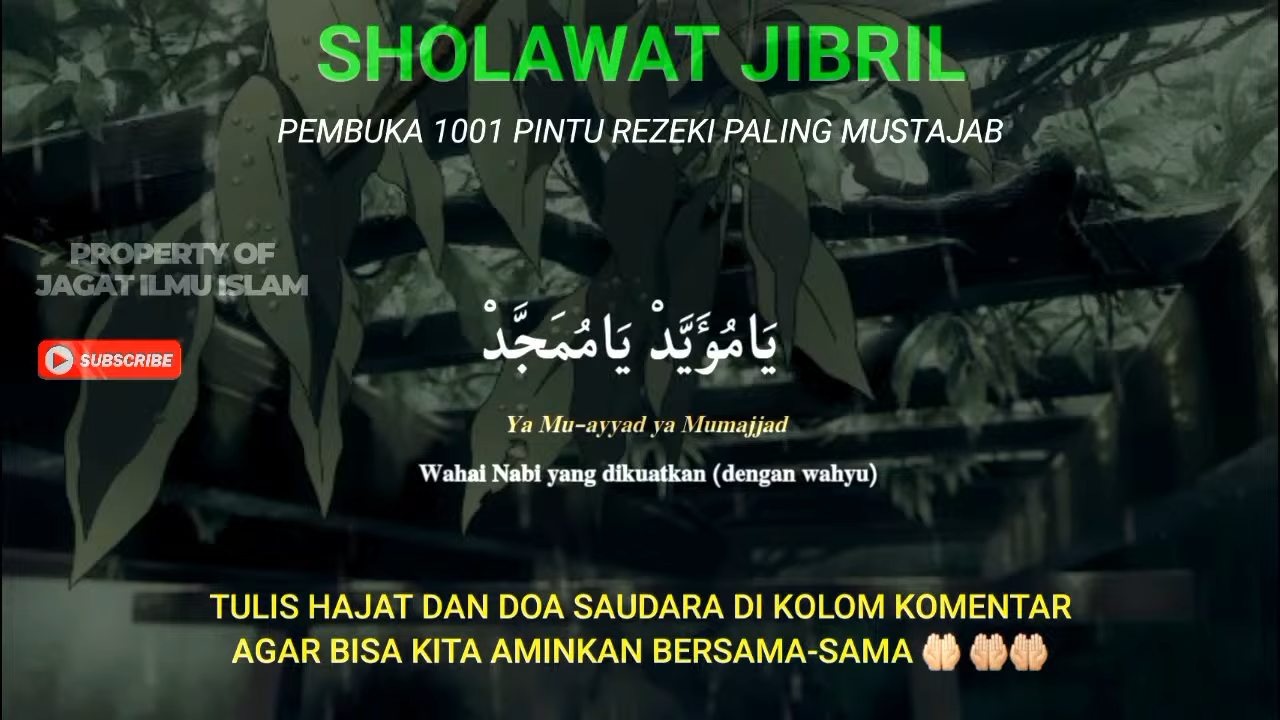 SHOLAWAT JIBRIL
PEMBUKA 1001 PINTU REZEKI PALING MUSTAJAB
PROPERTY OF
JAGAT ILMU ISLAM
SUBSCRIBE
يَامُؤَيَّدْ يَامُمَجَّدْ
Ya Mu-ayyad ya Mumajjad
Wahai Nabi yang dikuatkan (dengan wahyu)
TULIS HAJAT DAN DOA SAUDARA DI KOLOM KOMENTAR
AGAR BISA KITA AMINKAN BERSAMA-SAMA 🤲🏻 🤲🏻🤲🏻